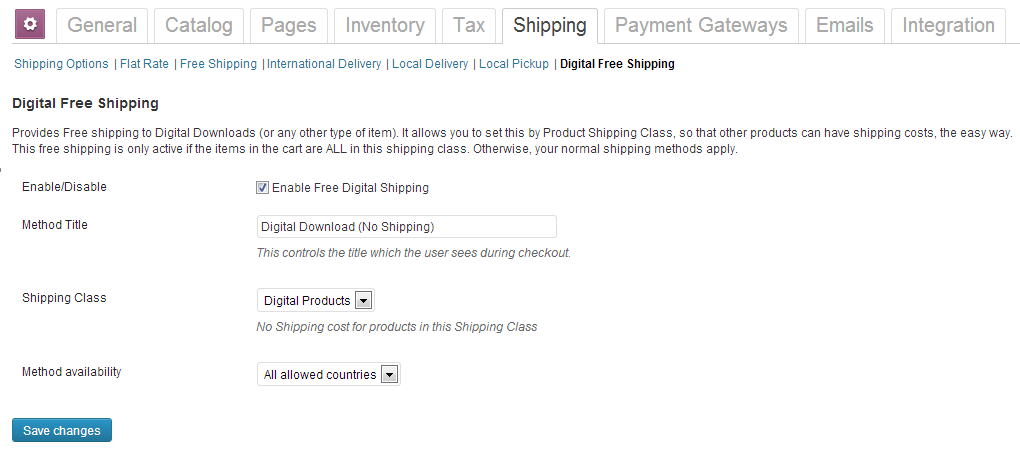 General Catalog Pages Inventory Tax Shipping Payment Gateways Emails Integration
Shipping Options | Flat Rate | Free Shipping | International Delivery | Local Delivery | Local Pickup | Digital Free Shipping
Digital Free Shipping
Provides Free shipping to Digital Downloads (or any other type of item). It allows you to set this by Product Shipping Class, so that other products can have shipping costs, the easy way.
This free shipping is only active if the items in the cart are ALL in this shipping class. Otherwise, your normal shipping methods apply.
Enable/Disable Enable Free Digital Shipping
Method Title Digital Download (No Shipping)
This controls the title which the user sees during checkout.
Shipping Class Digital Products
No Shipping cost for products in this Shipping Class
Method availability All allowed countries
Save changes